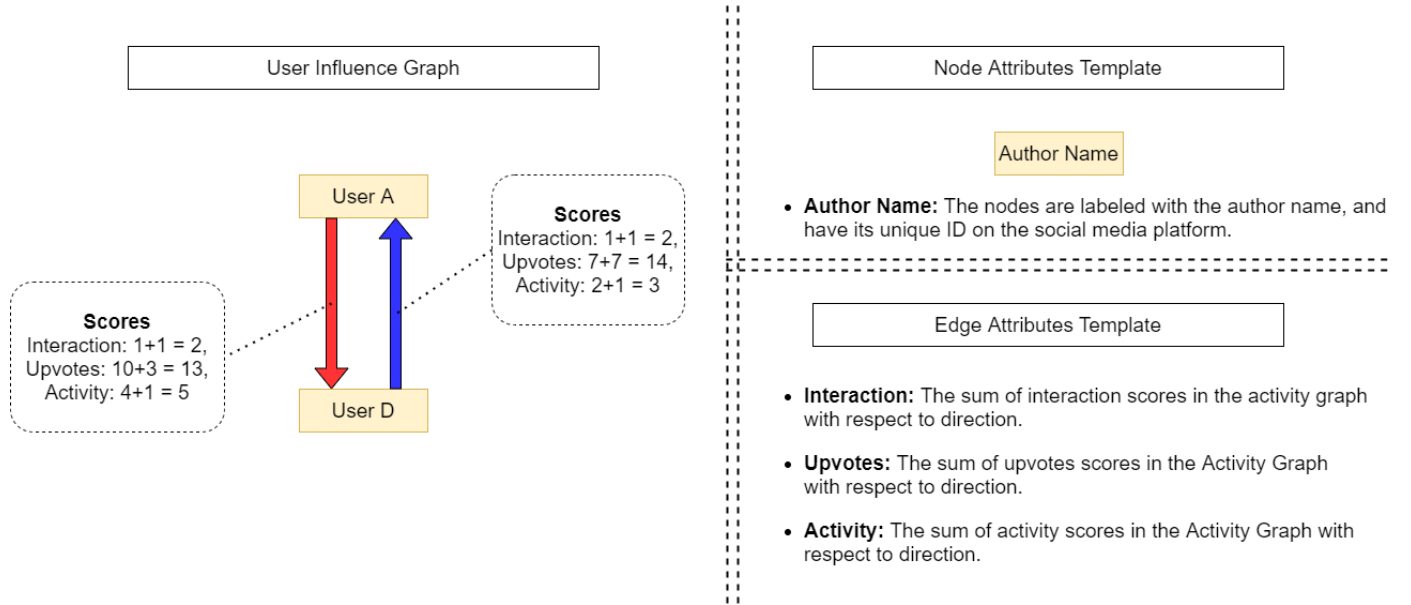 User Influence Graph
User A
Scores
Interaction: 1+1 = 2,
Upvotes: 7+7 = 14,
Activity: 2+1 = 3
Scores
Interaction: 1+1 = 2,
Upvotes: 10+3 = 13,
Activity: 4+1 = 5
User D
Node Attributes Template
Author Name
• Author Name: The nodes are labeled with the author name, and
have its unique ID on the social media platform.
Edge Attributes Template
• Interaction: The sum of interaction scores in the activity graph
with respect to direction.
• Upvotes: The sum of upvotes scores in the Activity Graph
with respect to direction.
• Activity: The sum of activity scores in the Activity Graph with
respect to direction.